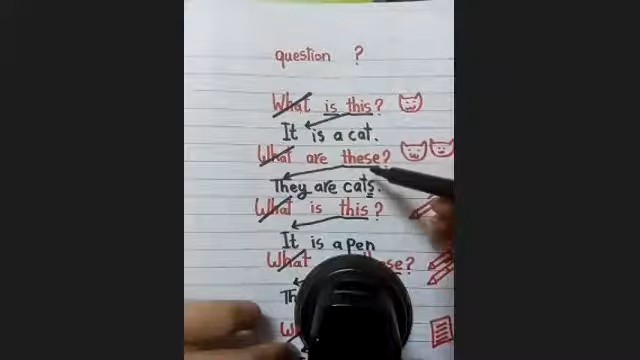 question ?
What is this?
It is a cat.
What are these?
They are cats.
What is this ?
It is a pen
What